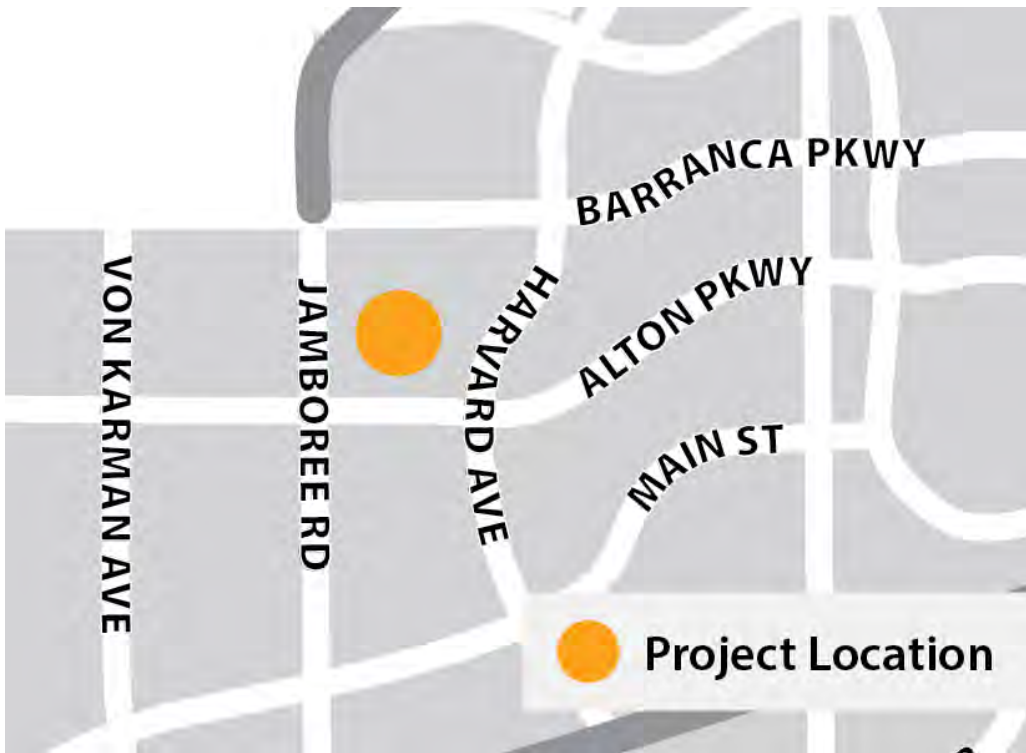 BARRANCA PKWY
VON KARMAN AVE
JAMBOREE RD
HARVARD AVE
ALTON PKWY
MAIN ST
Project Location